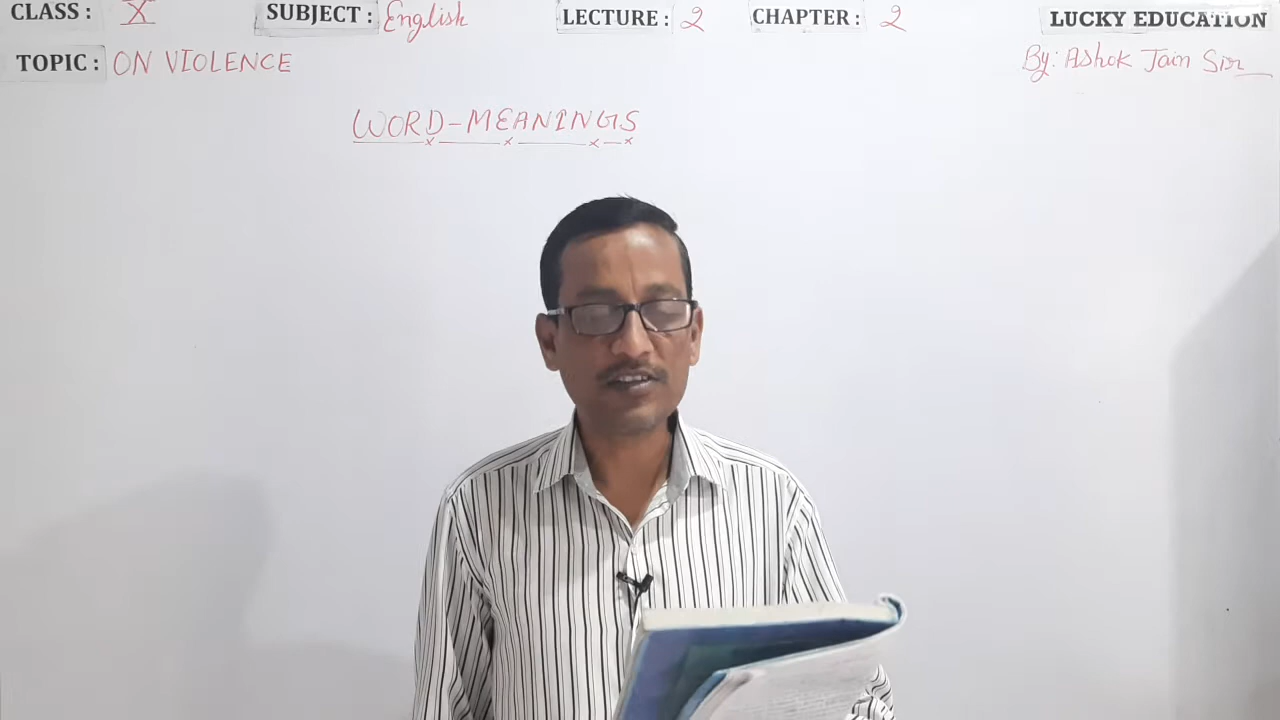 CLASS : X SUBJECT : English LECTURE : 2 CHAPTER : 2 LUCKY EDUCATION
TOPIC : ON VIOLENCE By: Ashok Jain Sir
WORD-MEANINGS